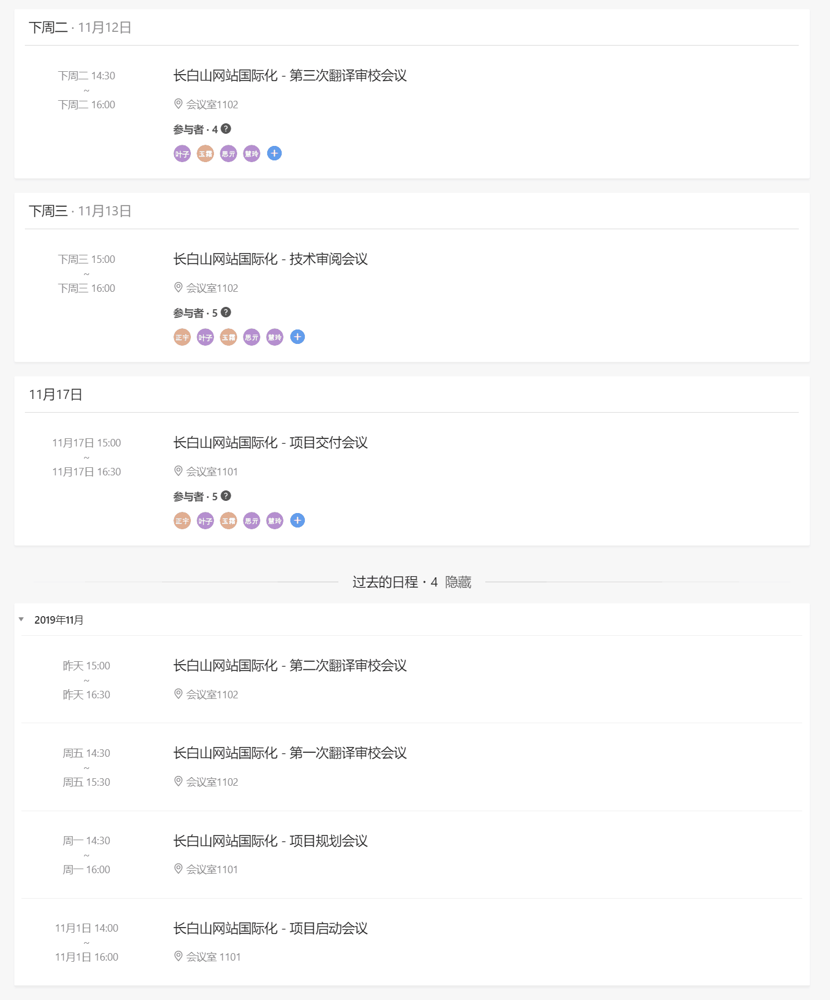 下周二 · 11月12日
下周二 14:30
~
下周二 16:00
长白山网站国际化 - 第三次翻译审校会议
会议室1102
参与者 · 4 ?
叶子 玉霜 思亓 慧玲 +
下周三 · 11月13日
下周三 15:00
~
下周三 16:00
长白山网站国际化 - 技术审阅会议
会议室1102
参与者 · 5 ?
正宇 叶子 玉霜 思亓 慧玲 +
11月17日
11月17日 15:00
~
11月17日 16:30
长白山网站国际化 - 项目交付会议
会议室1101
参与者 · 5 ?
正宇 叶子 玉霜 思亓 慧玲 +
过去的日程 · 4 隐藏
2019年11月
昨天 15:00
~
昨天 16:30
长白山网站国际化 - 第二次翻译审校会议
会议室1102
周五 14:30
~
周五 15:30
长白山网站国际化 - 第一次翻译审校会议
会议室1102
周一 14:30
~
周一 16:00
长白山网站国际化 - 项目规划会议
会议室1101
11月1日 14:00
~
11月1日 16:00
长白山网站国际化 - 项目启动会议
会议室 1101